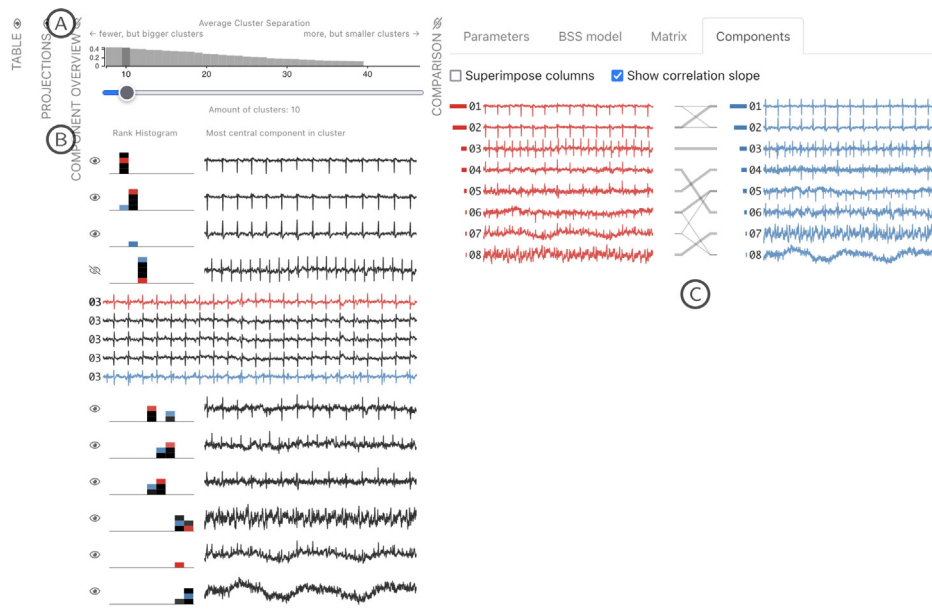 TABLE
PROJECTIONS
COMPONENT OVERVIEW
A
Average Cluster Separation
← fewer, but bigger clusters
more, but smaller clusters →
0.4
0.2
0.0
10
20
30
40
Amount of clusters: 10
B
Rank Histogram
Most central component in cluster
03
03
03
03
03
COMPARISON
Parameters
BSS model
Matrix
Components
Superimpose columns
Show correlation slope
01
02
03
04
05
06
07
08
01
02
03
04
05
06
07
08
C